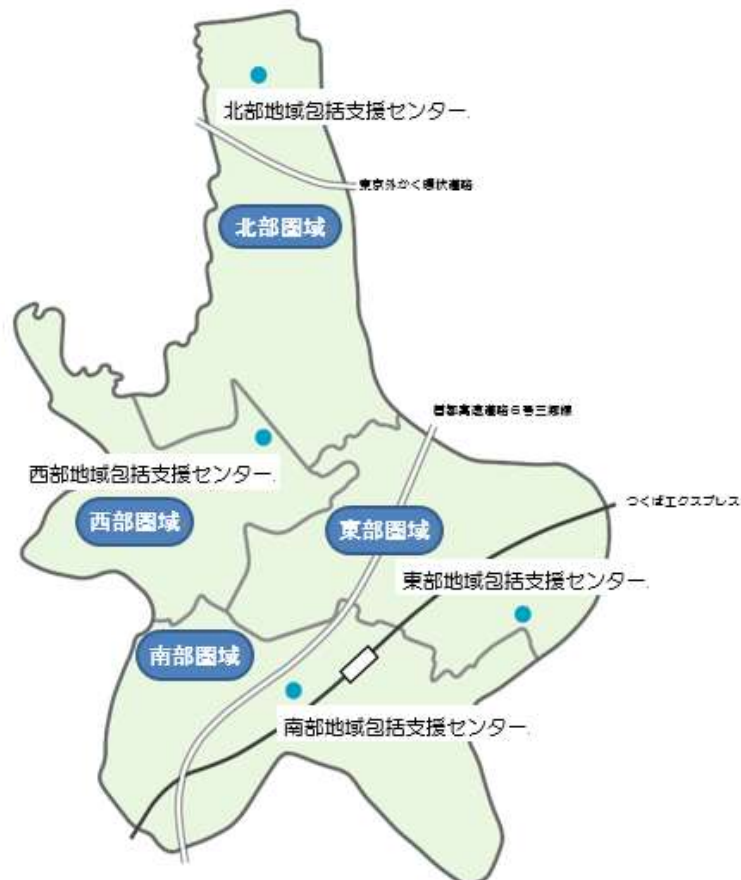 北部地域包括支援センター.
東京外かく環状道路
北部圏域
首都高速道路6号三郷線
西部地域包括支援センター.
つくばエクスプレス
西部圏域
東部圏域
東部地域包括支援センター.
南部圏域
南部地域包括支援センター.